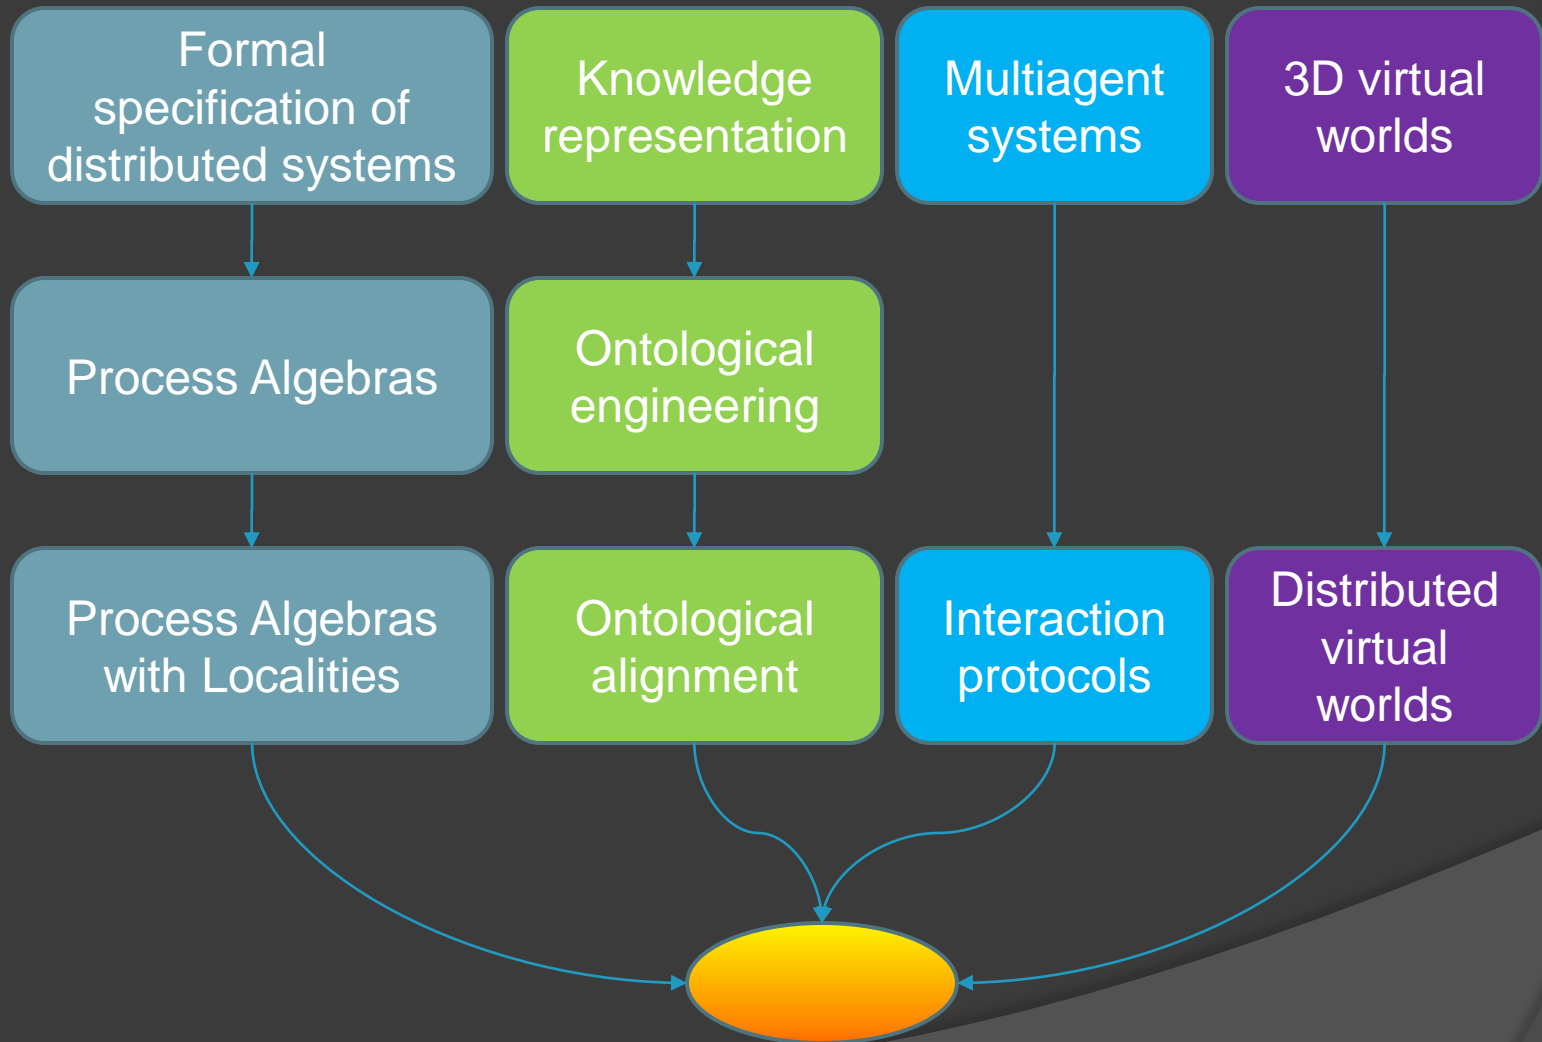 Formal
specification of
distributed systems
Knowledge
representation
Multiagent
systems
3D virtual
worlds
Process Algebras
Ontological
engineering
Process Algebras
with Localities
Ontological
alignment
Interaction
protocols
Distributed
virtual
worlds